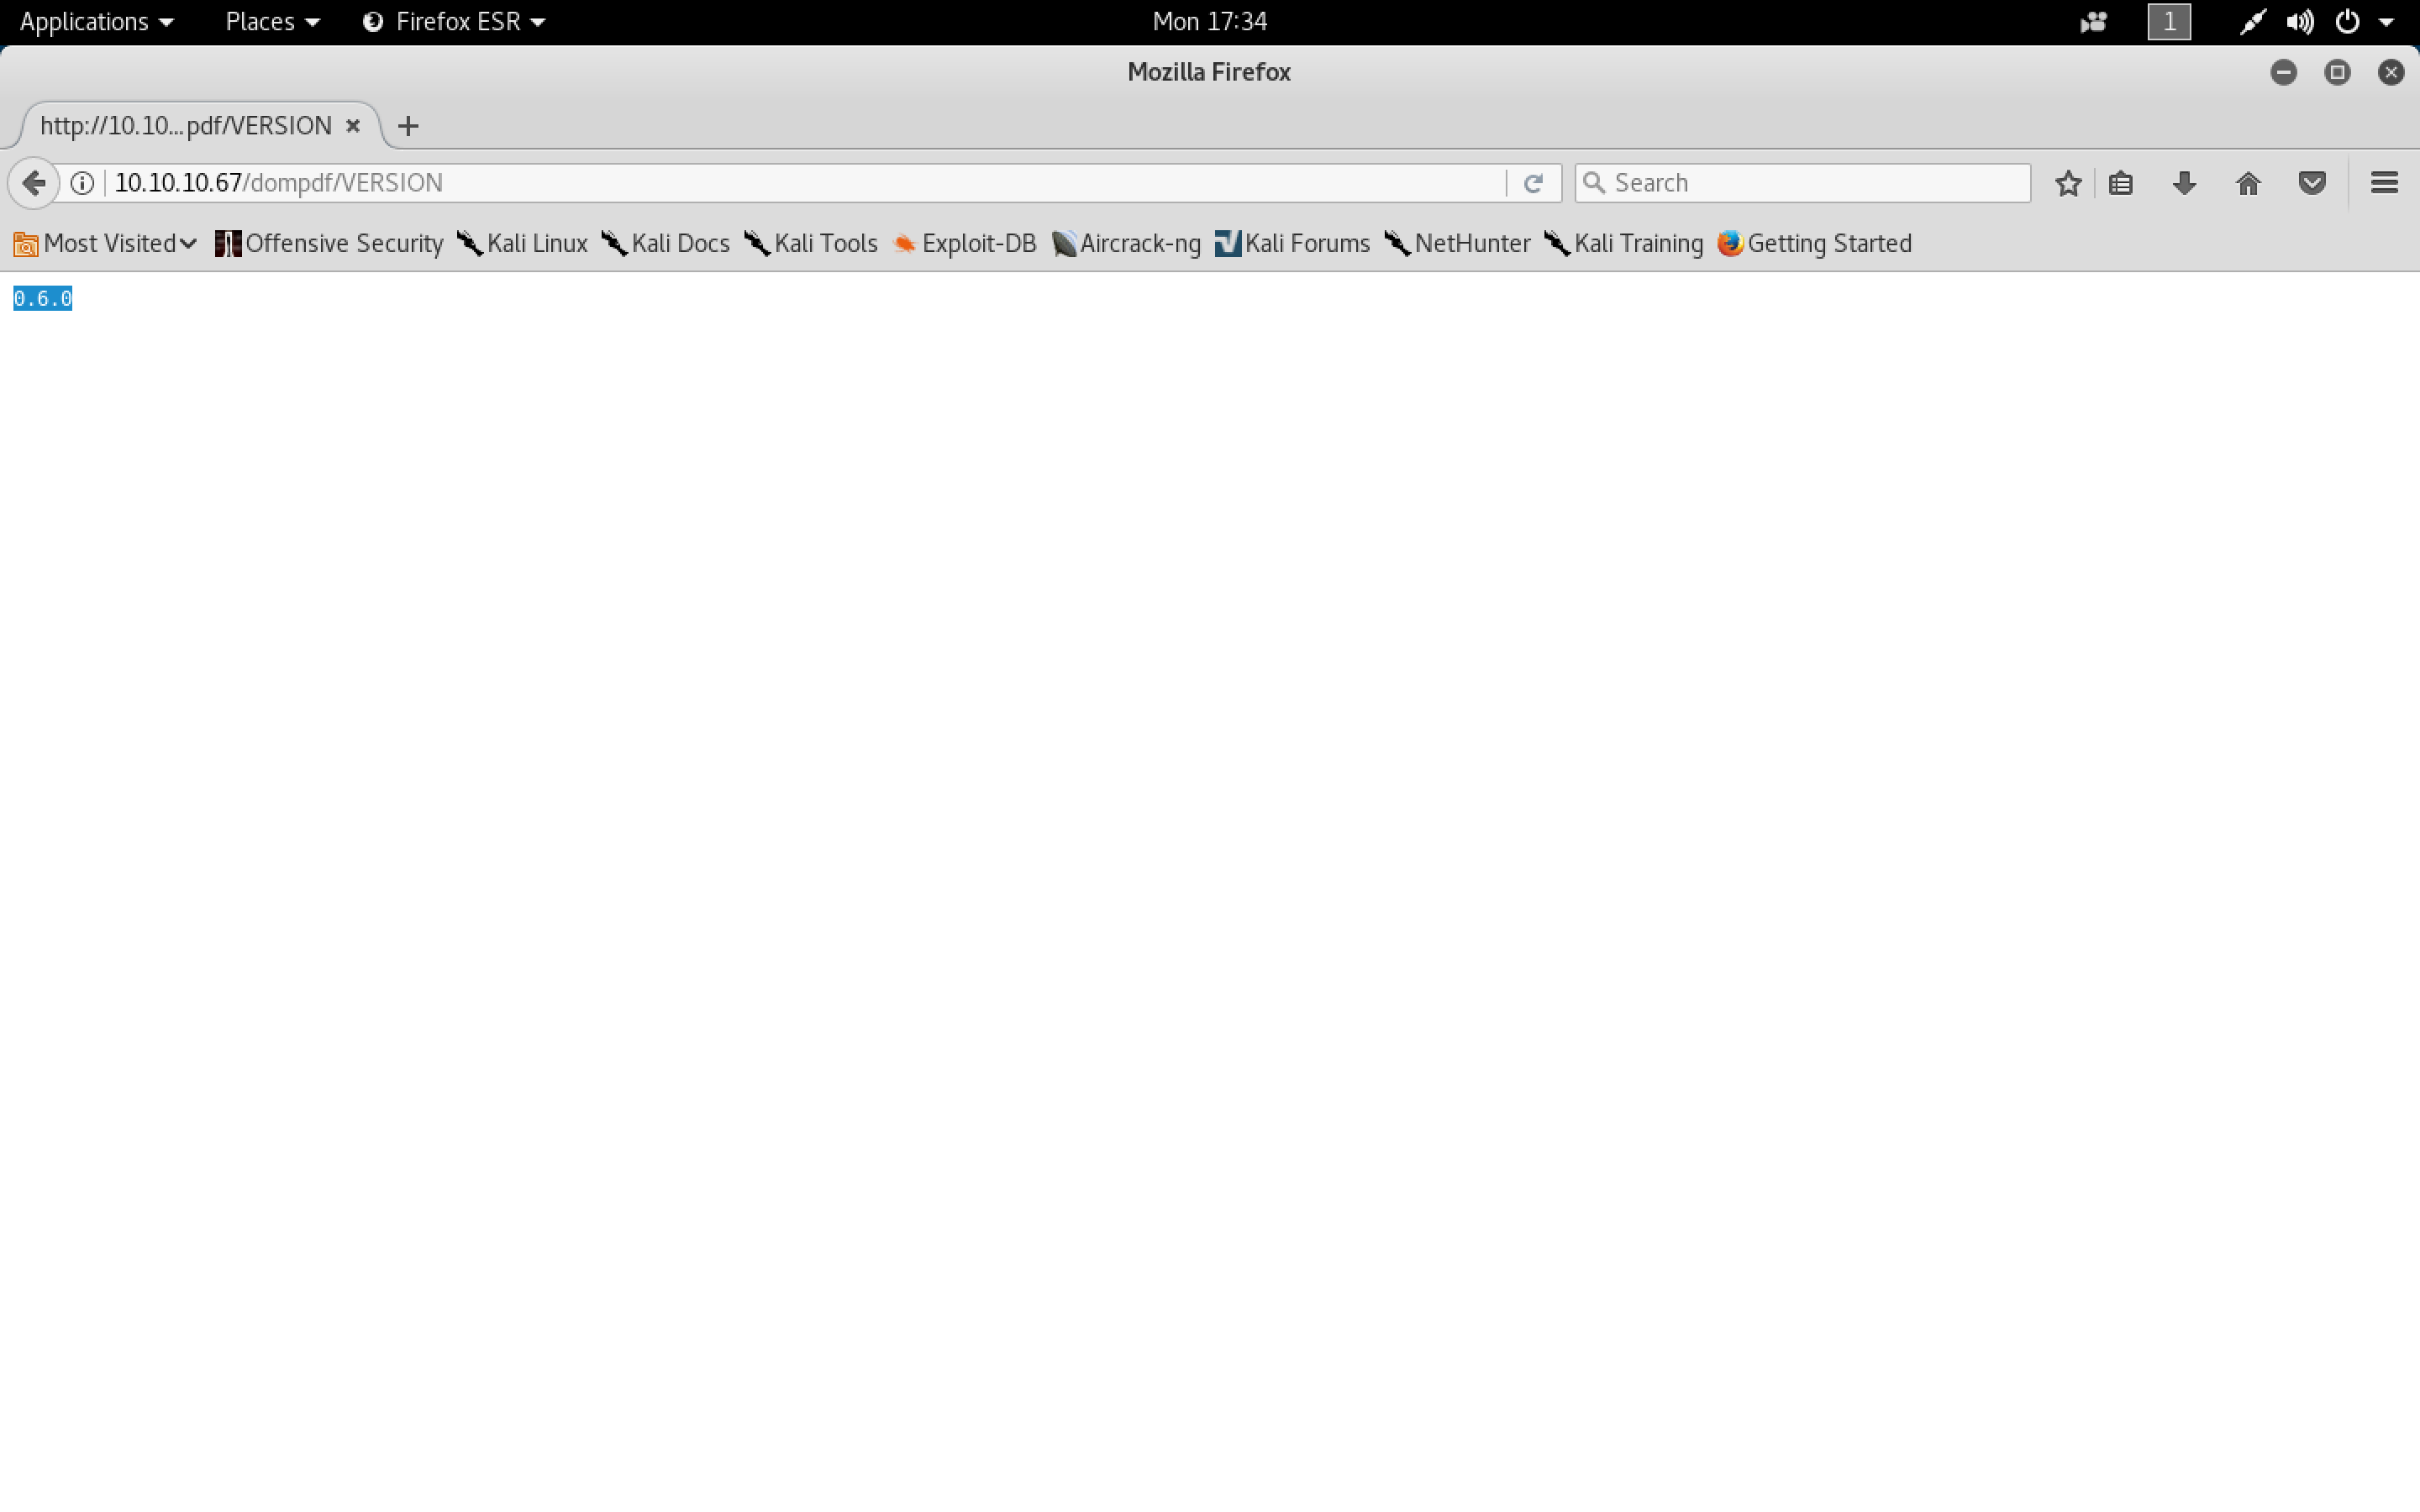 Applications Places Firefox ESR Mon 17:34 1
Mozilla Firefox
http://10.10...pdf/VERSION
10.10.10.67/dompdf/VERSION Search
Most Visited Offensive Security Kali Linux Kali Docs Kali Tools Exploit-DB Aircrack-ng Kali Forums NetHunter Kali Training Getting Started
0.6.0